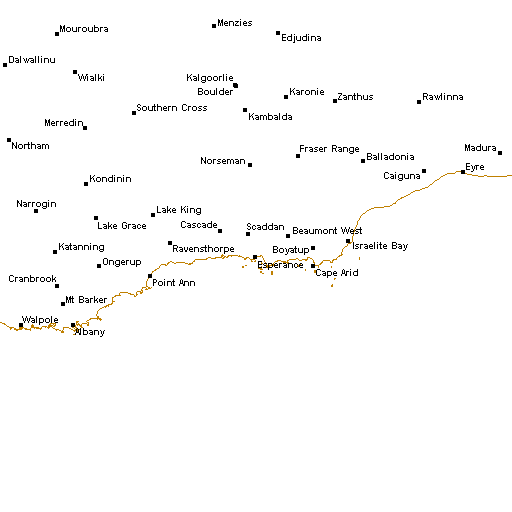 Menzies
Mouroubra
Edjudina
Dalwallinu
Wialki
Kalgoorlie
Boulder
Karonie
Zanthus
Rawlinna
Southern Cross
Kambalda
Merredin
Northam
Fraser Range
Madura
Balladonia
Norseman
Eyre
Caiguna
Kondinin
Narrogin
Lake King
Lake Grace
Cascade
Scaddan
Beaumont West
Israelite Bay
Katanning
Ravensthorpe
Boyatup
Ongerup
Esperance
Cape Arid
Cranbrook
Point Ann
Mt Barker
Walpole
Albany